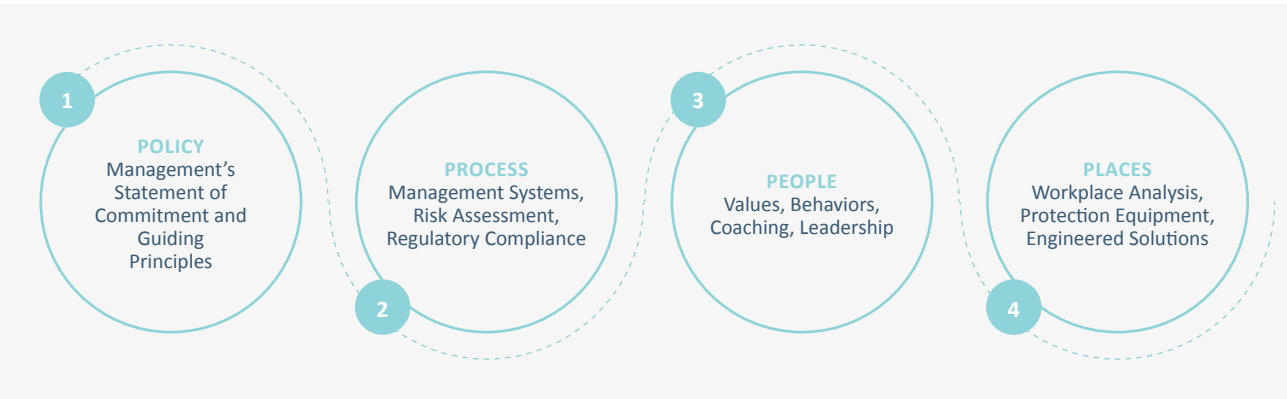 1
POLICY
Management's
Statement of
Commitment and
Guiding
Principles
2
PROCESS
Management Systems,
Risk Assessment,
Regulatory Compliance
3
PEOPLE
Values, Behaviors,
Coaching, Leadership
4
PLACES
Workplace Analysis,
Protection Equipment,
Engineered Solutions